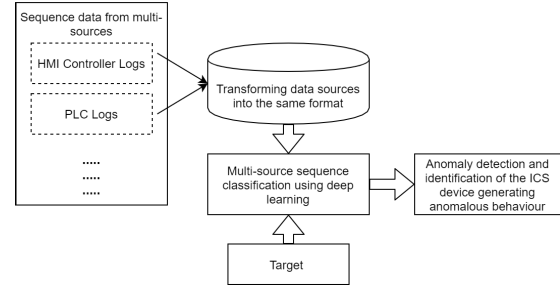 Sequence data from multi-
sources
HMI Controller Logs
PLC Logs
.....
.....
.....
Transforming data sources
into the same format
Multi-source sequence
classification using deep
learning
Anomaly detection and
identification of the ICS
device generating
anomalous behaviour
Target